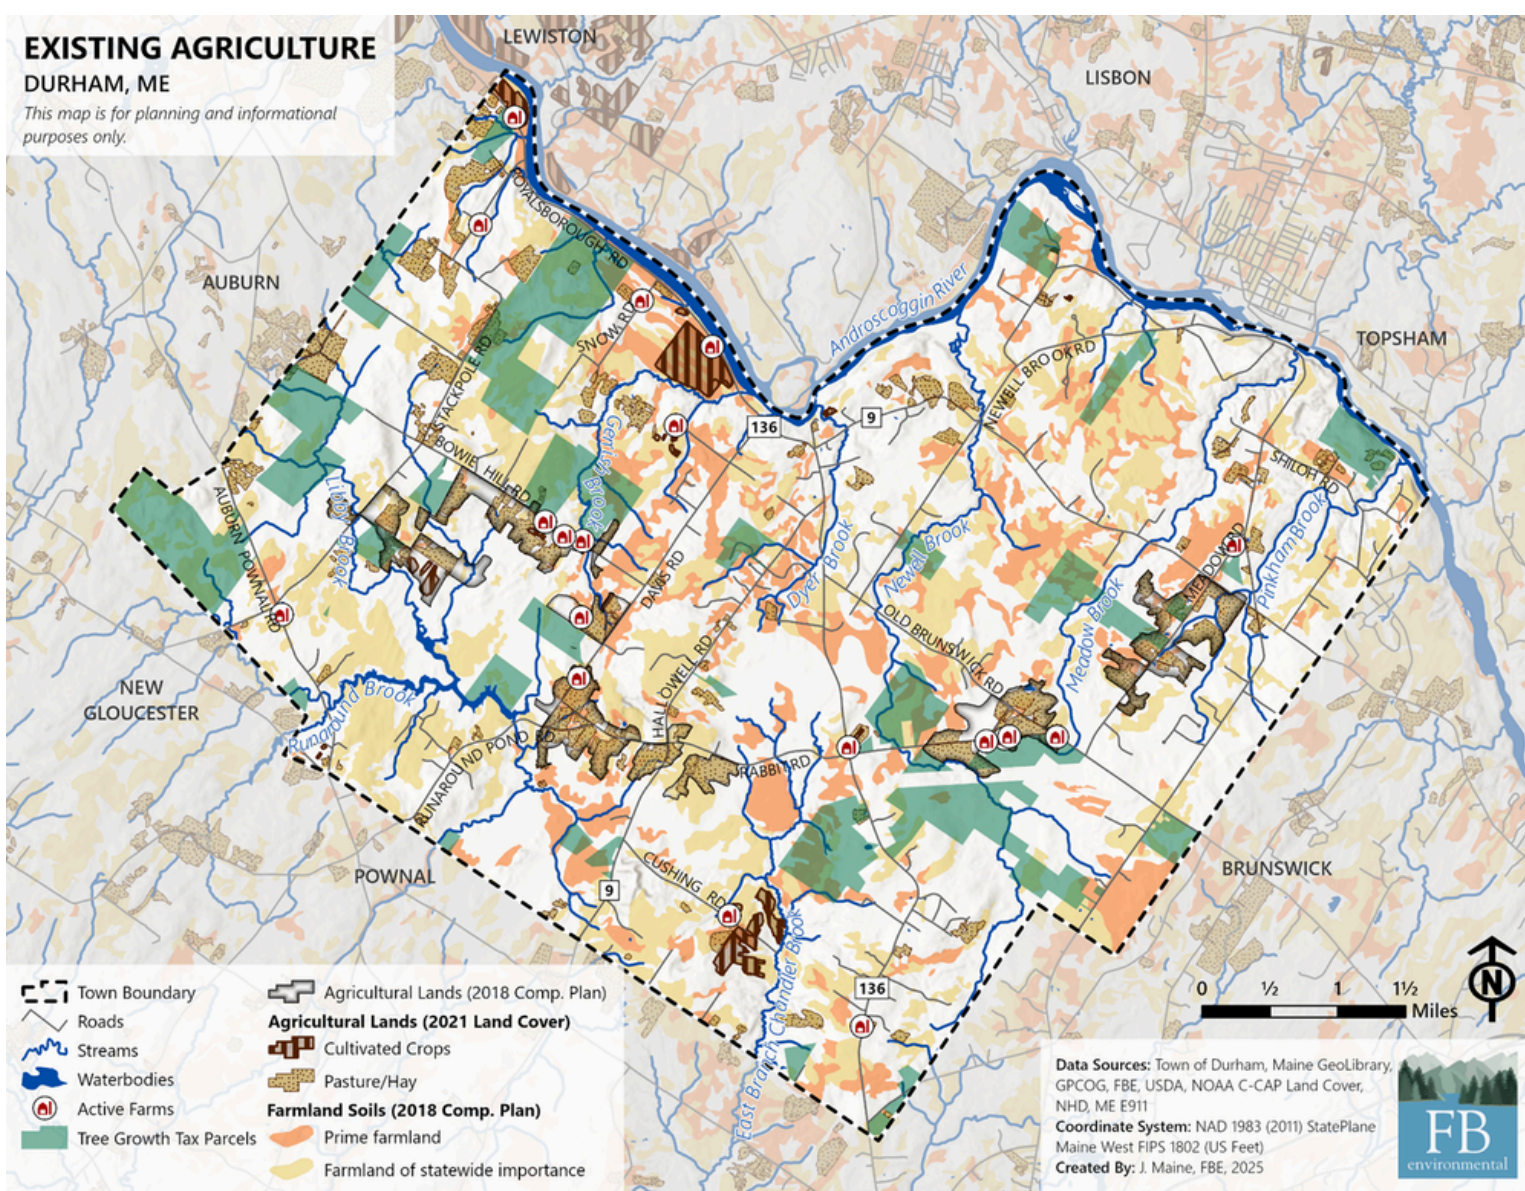 EXISTING AGRICULTURE
DURHAM, ME
This map is for planning and informational
purposes only.
LEWISTON
LISBON
AUBURN
TOPSHAM
NEW
GLOUCESTER
POWNAL
BRUNSWICK
ROYALSBOROUGH RD
SNOW RD
STACKPOLE RD
BOWIE HILL RD
AUBURN POWNAL RD
Libby Brook
Gerrish Brook
Androscoggin River
136
9
NEWELL BROOK RD
SHILOH RD
Pinkham Brook
MEADOW RD
Meadow Brook
Newell Brook
OLD BRUNSWICK RD
Dyer Brook
DAVIS RD
HALLOWELL RD
Runaround Brook
RUNAROUND POND RD
RABBIT RD
CUSHING RD
9
136
East Branch Chandler Brook
Town Boundary
Roads
Streams
Waterbodies
Active Farms
Tree Growth Tax Parcels
Agricultural Lands (2018 Comp. Plan)
Agricultural Lands (2021 Land Cover)
Cultivated Crops
Pasture/Hay
Farmland Soils (2018 Comp. Plan)
Prime farmland
Farmland of statewide importance
0 ½ 1 1½
Miles
N
Data Sources: Town of Durham, Maine GeoLibrary,
GPCOG, FBE, USDA, NOAA C-CAP Land Cover,
NHD, ME E911
Coordinate System: NAD 1983 (2011) StatePlane
Maine West FIPS 1802 (US Feet)
Created By: J. Maine, FBE, 2025
FB
environmental